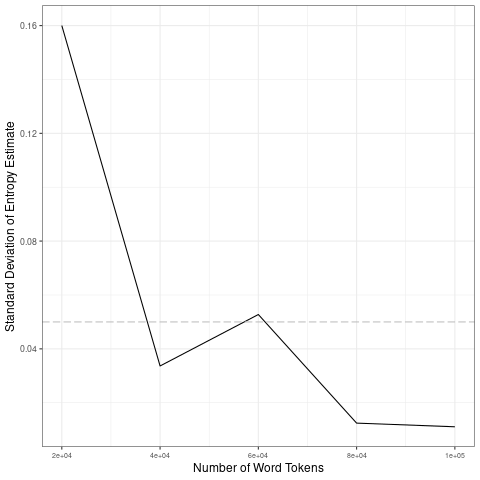 Standard Deviation of Entropy Estimate
0.16
0.12
0.08
0.04
2e+04 4e+04 6e+04 8e+04 1e+05
Number of Word Tokens